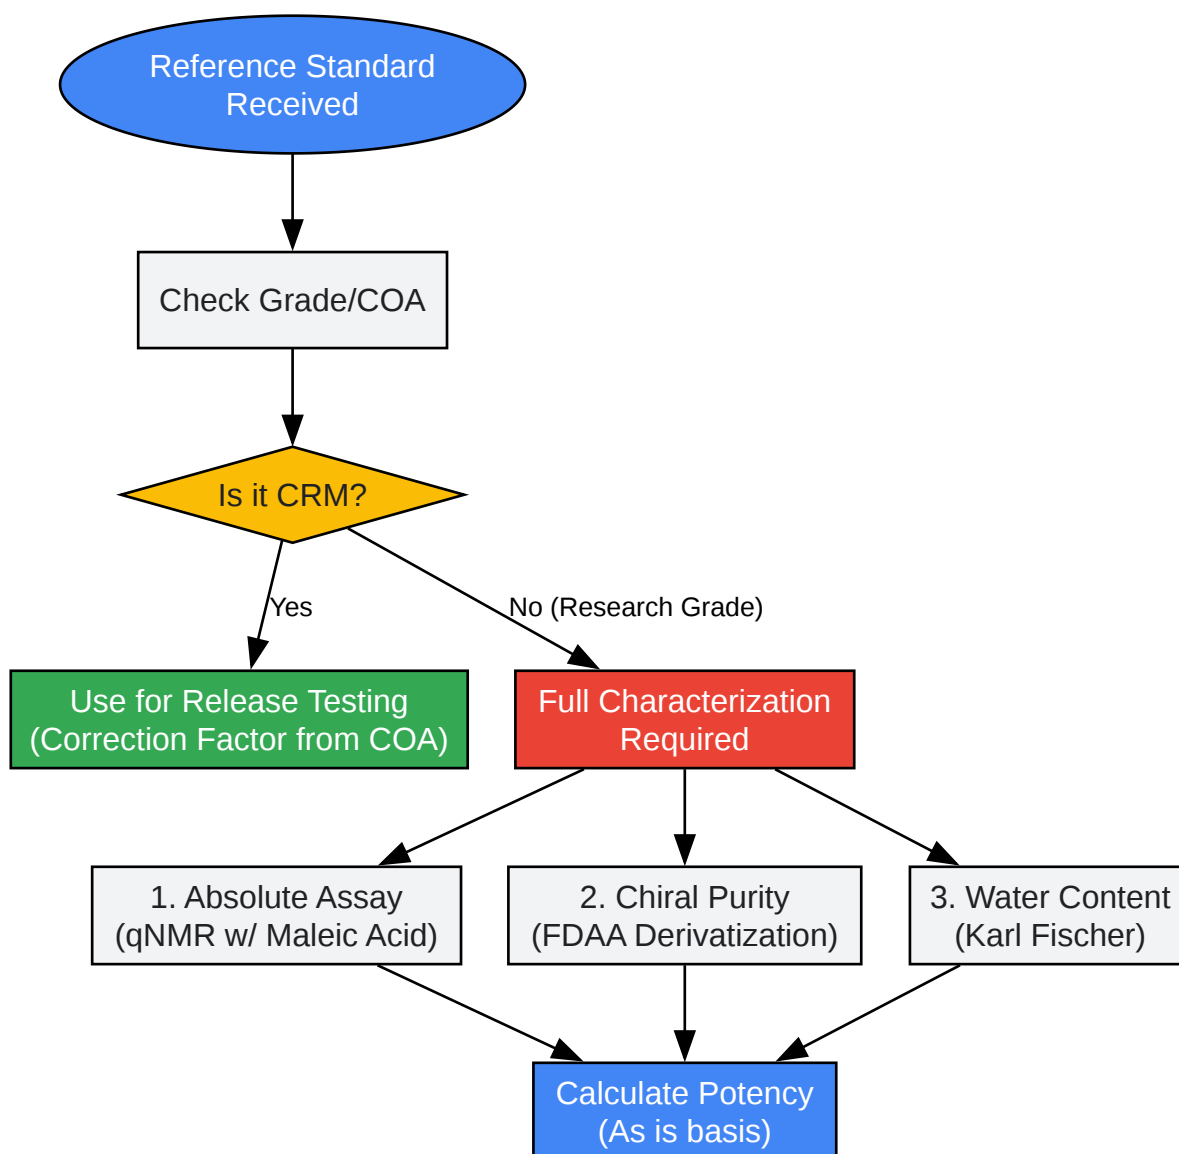 Reference Standard
Received
Check Grade/COA
Is it CRM?
Yes
No (Research Grade)
Use for Release Testing
(Correction Factor from COA)
Full Characterization
Required
1. Absolute Assay
(qNMR w/ Maleic Acid)
2. Chiral Purity
(FDAA Derivatization)
3. Water Content
(Karl Fischer)
Calculate Potency
(As is basis)